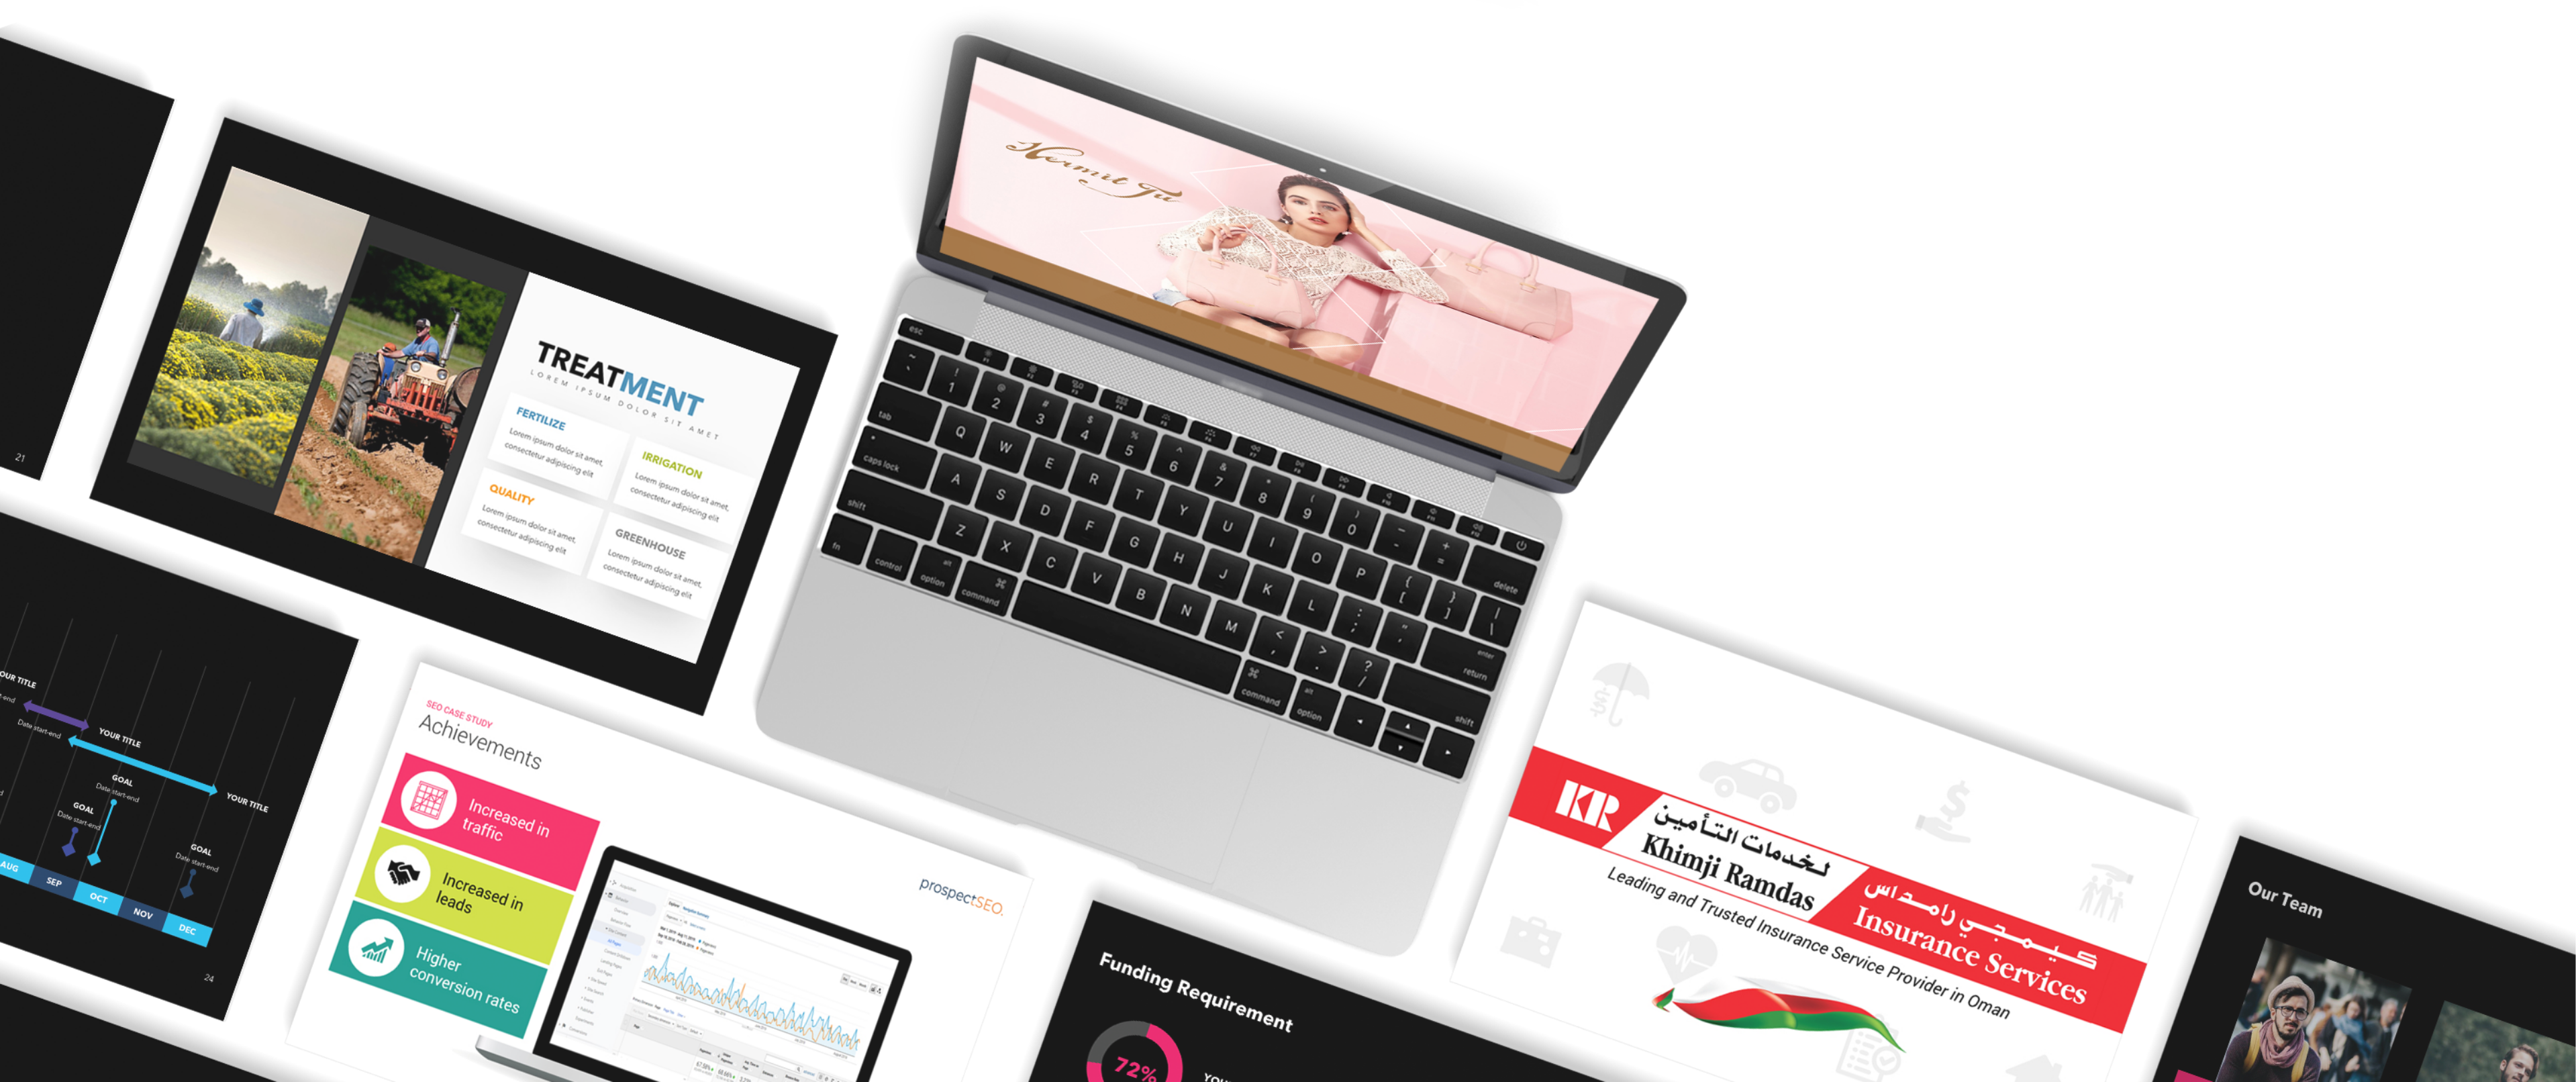 21
TREATMENT
LOREM IPSUM DOLOR SIT AMET
FERTILIZE
Lorem ipsum dolor sit amet,
consectetur adipiscing elit
IRRIGATION
Lorem ipsum dolor sit amet,
consectetur adipiscing elit
QUALITY
Lorem ipsum dolor sit amet,
consectetur adipiscing elit
GREENHOUSE
Lorem ipsum dolor sit amet,
consectetur adipiscing elit
Hermit Tu
esc
~ ! @ # $ % ^ & * ( ) _ +
` 1 2 3 4 5 6 7 8 9 0 - = delete
tab Q W E R T Y U I O P { [ } ] | \
caps lock A S D F G H J K L : ; " ' enter return
shift Z X C V B N M < , > . ? / shift
fn control alt option ⌘ command ⌘ command alt option
OUR TITLE
Date start-end
YOUR TITLE
YOUR TITLE
GOAL
Date start-end
GOAL
Date start-end
GOAL
Date start-end
AUG SEP OCT NOV DEC
24
SEO CASE STUDY
Achievements
Increased in
traffic
Increased in
leads
Higher
conversion rates
prospectSEO.
Funding Requirement
72%
YOU
KR
لخدمات التأمين
Khimji Ramdas
كيمجي رامداس
Insurance Services
Leading and Trusted Insurance Service Provider in Oman
Our Team